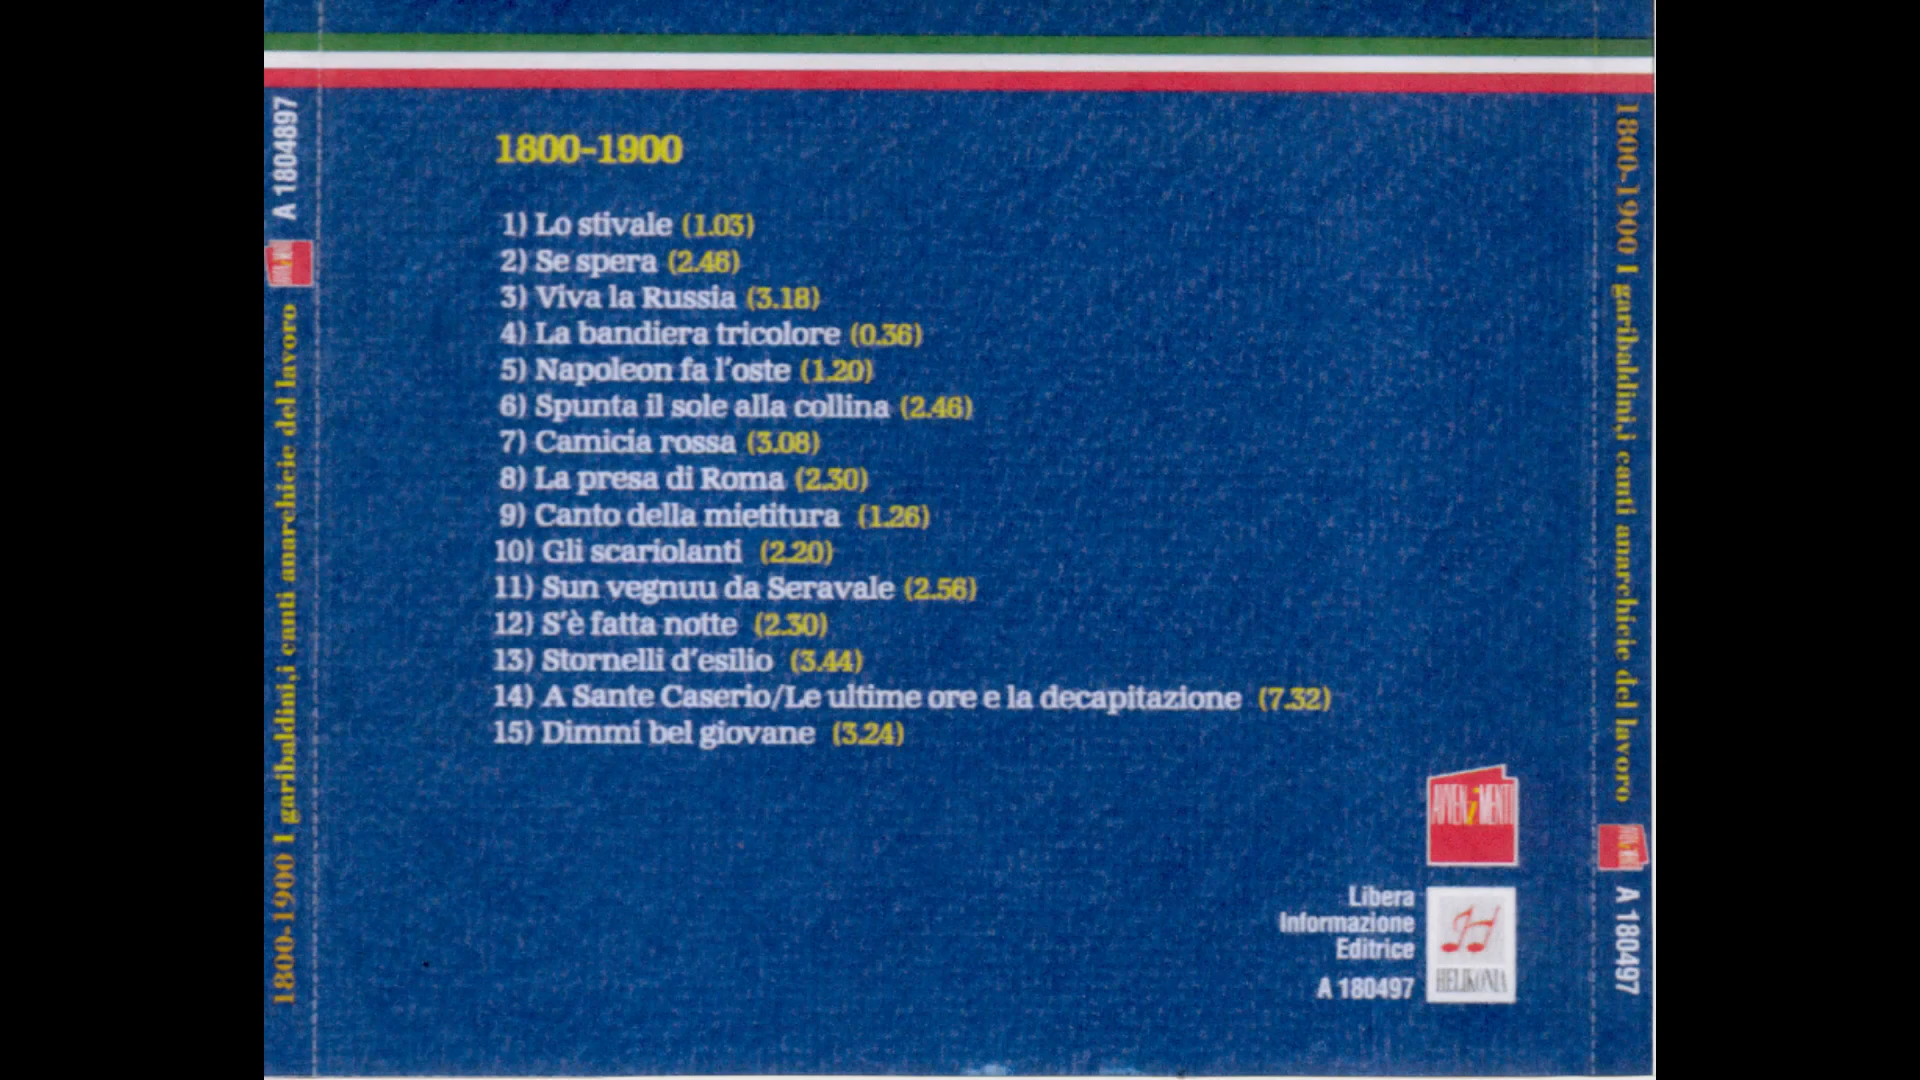 A 1804897
1800-1900 I garibaldini,i canti anarchicie del lavoro
1800-1900
1) Lo stivale (1.03)
2) Se spera (2.46)
3) Viva la Russia (3.18)
4) La bandiera tricolore (0.36)
5) Napoleon fa l'oste (1.20)
6) Spunta il sole alla collina (2.46)
7) Camicia rossa (3.08)
8) La presa di Roma (2.30)
9) Canto della mietitura (1.26)
10) Gli scariolanti (2.20)
11) Sun vegnuu da Seravale (2.56)
12) S'è fatta notte (2.30)
13) Stornelli d'esilio (3.44)
14) A Sante Caserio/Le ultime ore e la decapitazione (7.32)
15) Dimmi bel giovane (3.24)
AVVENIMENTI
Libera
Informazione
Editrice
A 180497
HELIKONIA
1800-1900 I garibaldini,i canti anarchicie del lavoro
A 180497